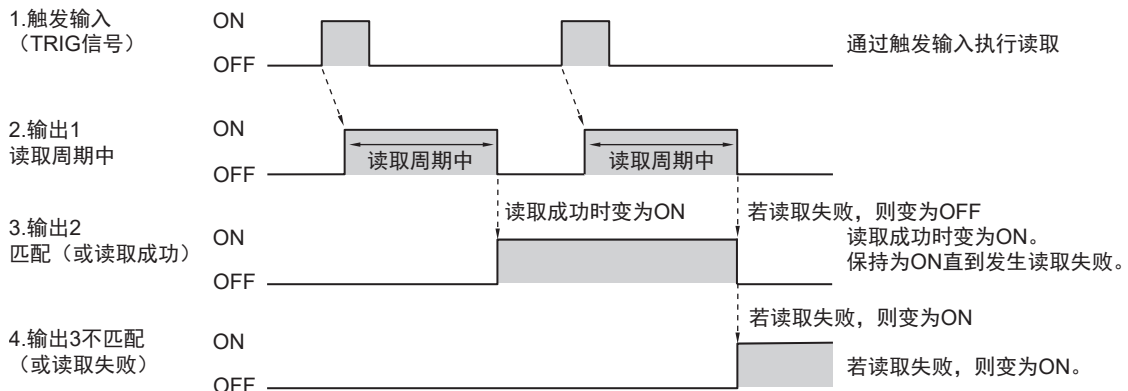 1.触发输入
（TRIG信号）
ON
OFF
通过触发输入执行读取
2.输出1
读取周期中
ON
OFF
读取周期中
读取周期中
读取成功时变为ON
若读取失败，则变为OFF
3.输出2
匹配（或读取成功）
ON
OFF
读取成功时变为ON。
保持为ON直到发生读取失败。
若读取失败，则变为ON
4.输出3不匹配
（或读取失败）
ON
OFF
若读取失败，则变为ON。